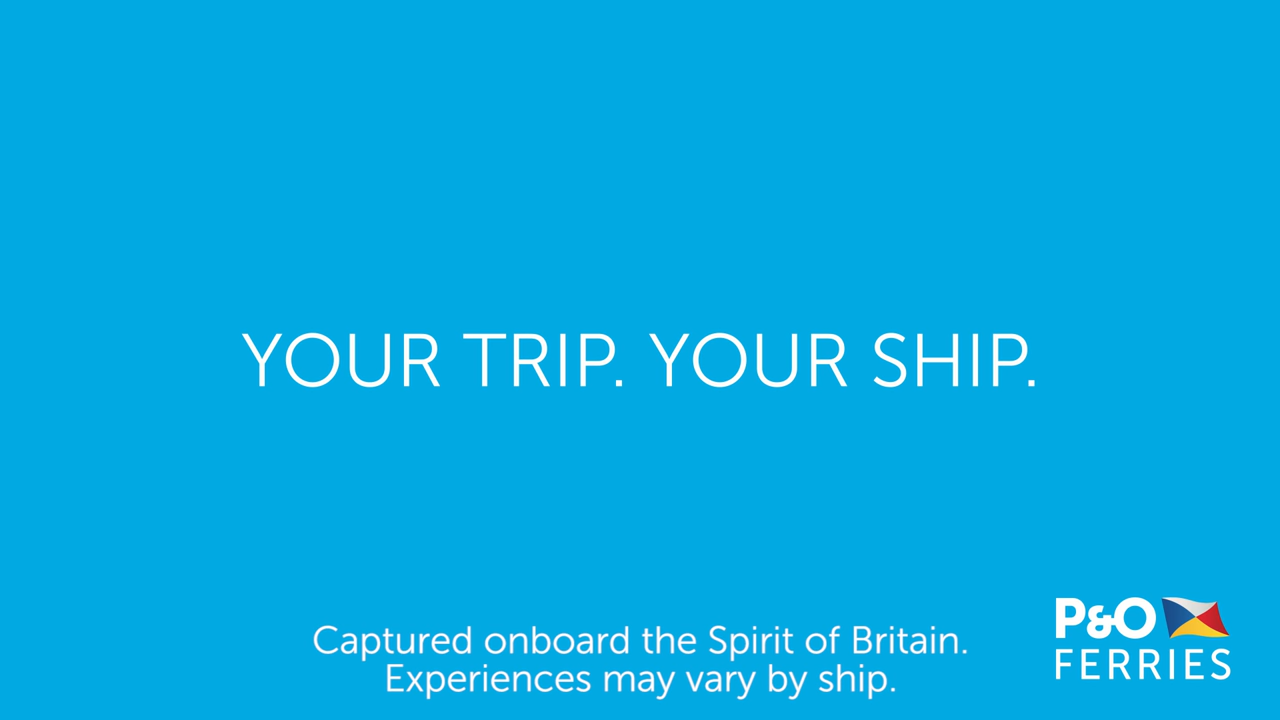 YOUR TRIP. YOUR SHIP.
Captured onboard the Spirit of Britain.
Experiences may vary by ship.
P&O
FERRIES